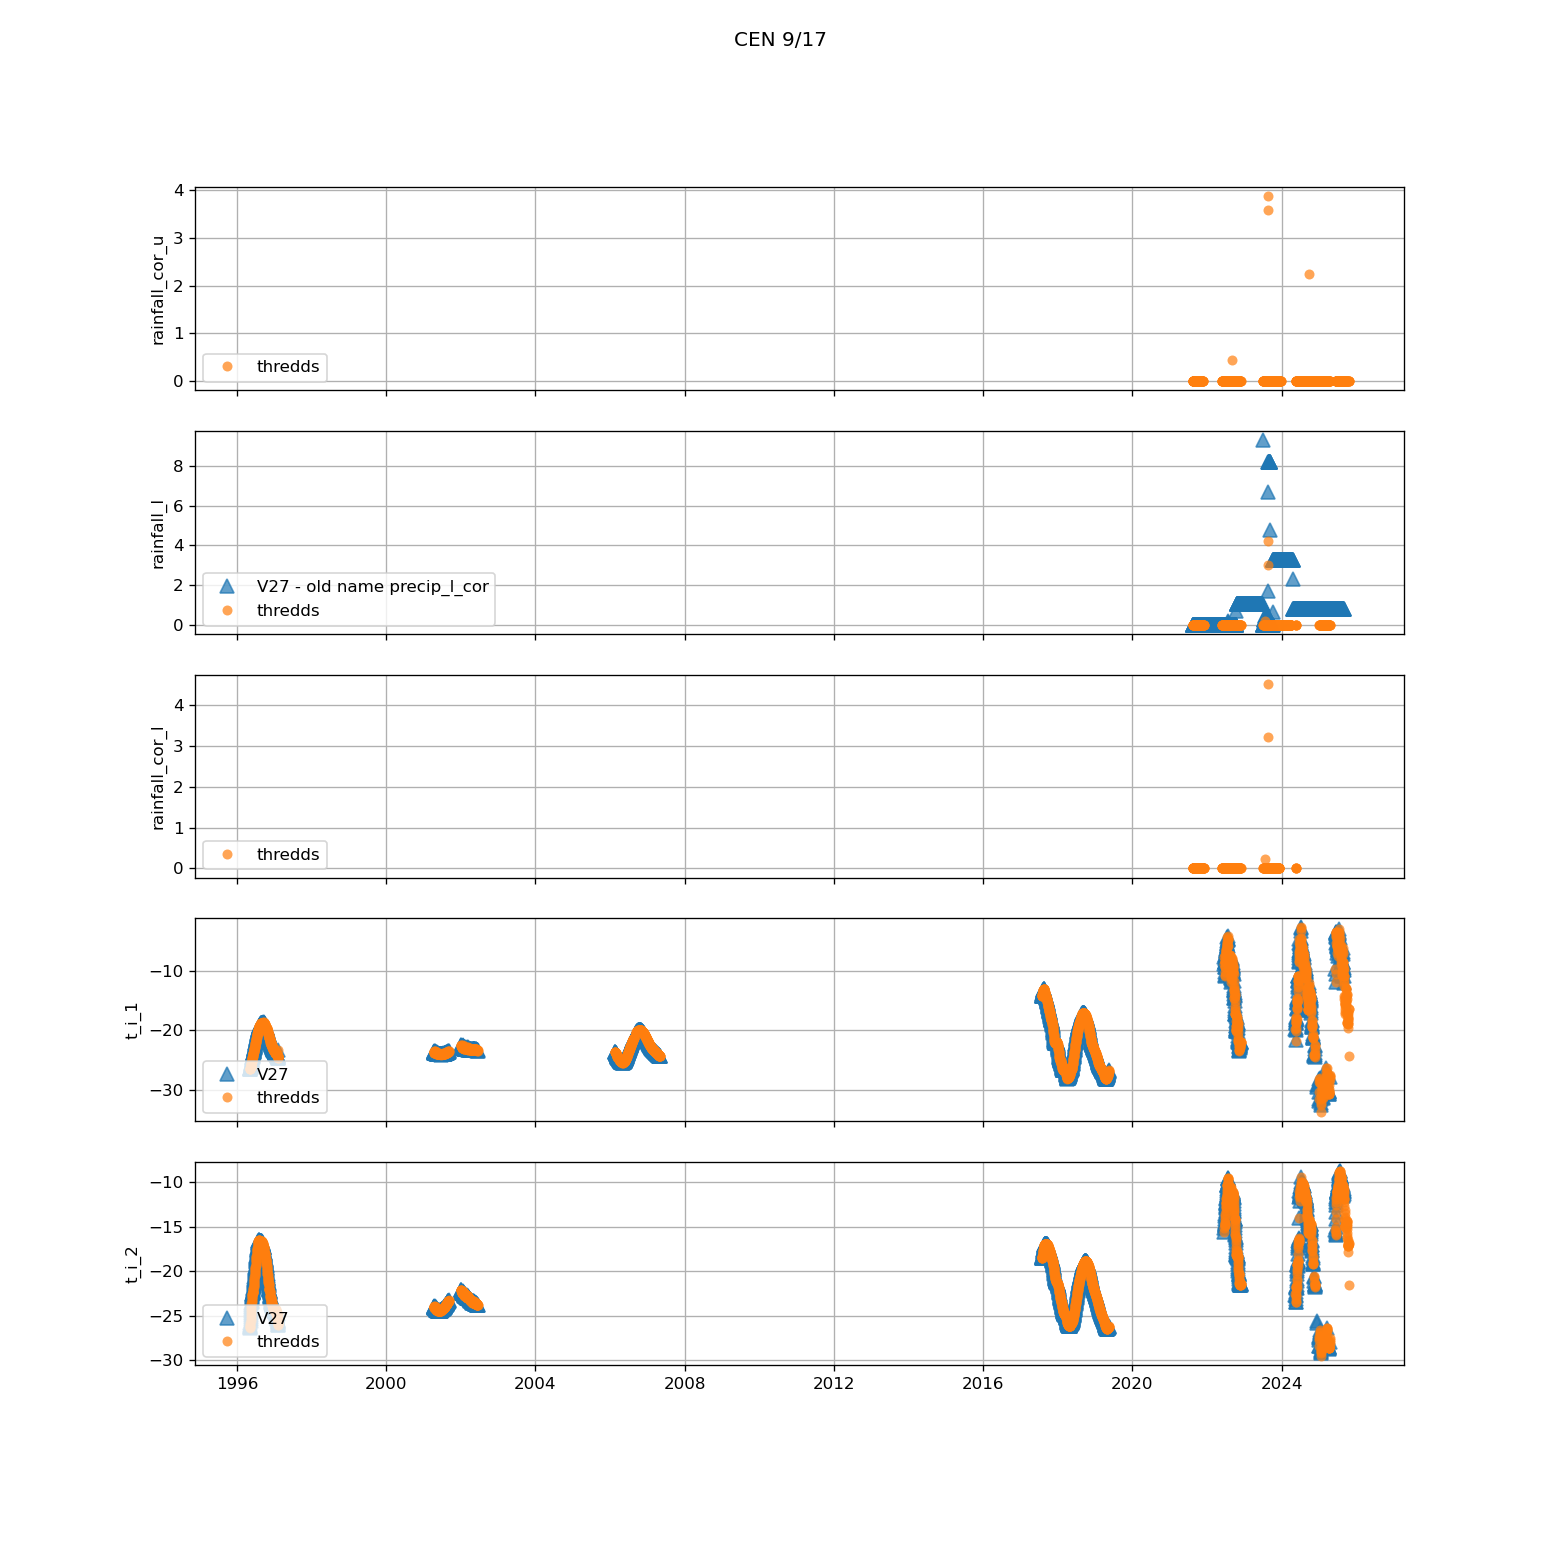 CEN 9/17
4
3
2
1
0
rainfall_cor_u
thredds
8
6
4
2
0
rainfall_l
V27 - old name precip_l_cor
thredds
4
3
2
1
0
rainfall_cor_l
thredds
−10
−20
−30
t_i_1
V27
thredds
−10
−15
−20
−25
−30
t_i_2
V27
thredds
1996 2000 2004 2008 2012 2016 2020 2024